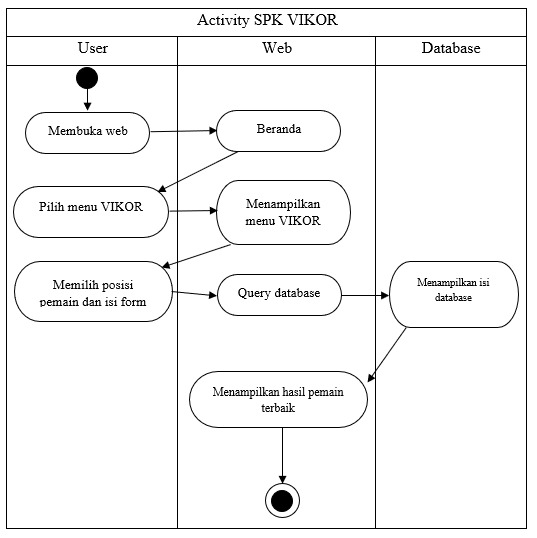 Activity SPK VIKOR
User
Web
Database
Membuka web
Beranda
Pilih menu VIKOR
Menampilkan
menu VIKOR
Memilih posisi
pemain dan isi form
Query database
Menampilkan isi
database
Menampilkan hasil pemain
terbaik